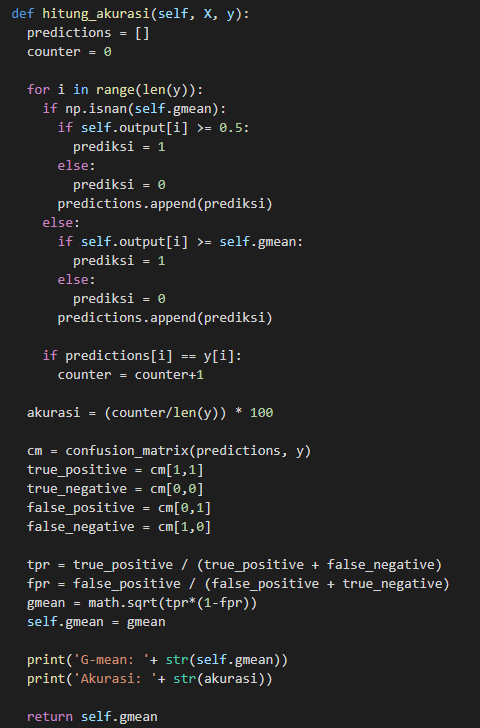 def hitung_akurasi(self, X, y):
  predictions = []
  counter = 0

  for i in range(len(y)):
    if np.isnan(self.gmean):
      if self.output[i] >= 0.5:
        prediksi = 1
      else:
        prediksi = 0
      predictions.append(prediksi)
    else:
      if self.output[i] >= self.gmean:
        prediksi = 1
      else:
        prediksi = 0
      predictions.append(prediksi)

    if predictions[i] == y[i]:
      counter = counter+1

  akurasi = (counter/len(y)) * 100

  cm = confusion_matrix(predictions, y)
  true_positive = cm[1,1]
  true_negative = cm[0,0]
  false_positive = cm[0,1]
  false_negative = cm[1,0]

  tpr = true_positive / (true_positive + false_negative)
  fpr = false_positive / (false_positive + true_negative)
  gmean = math.sqrt(tpr*(1-fpr))
  self.gmean = gmean

  print('G-mean: '+ str(self.gmean))
  print('Akurasi: '+ str(akurasi))

  return self.gmean